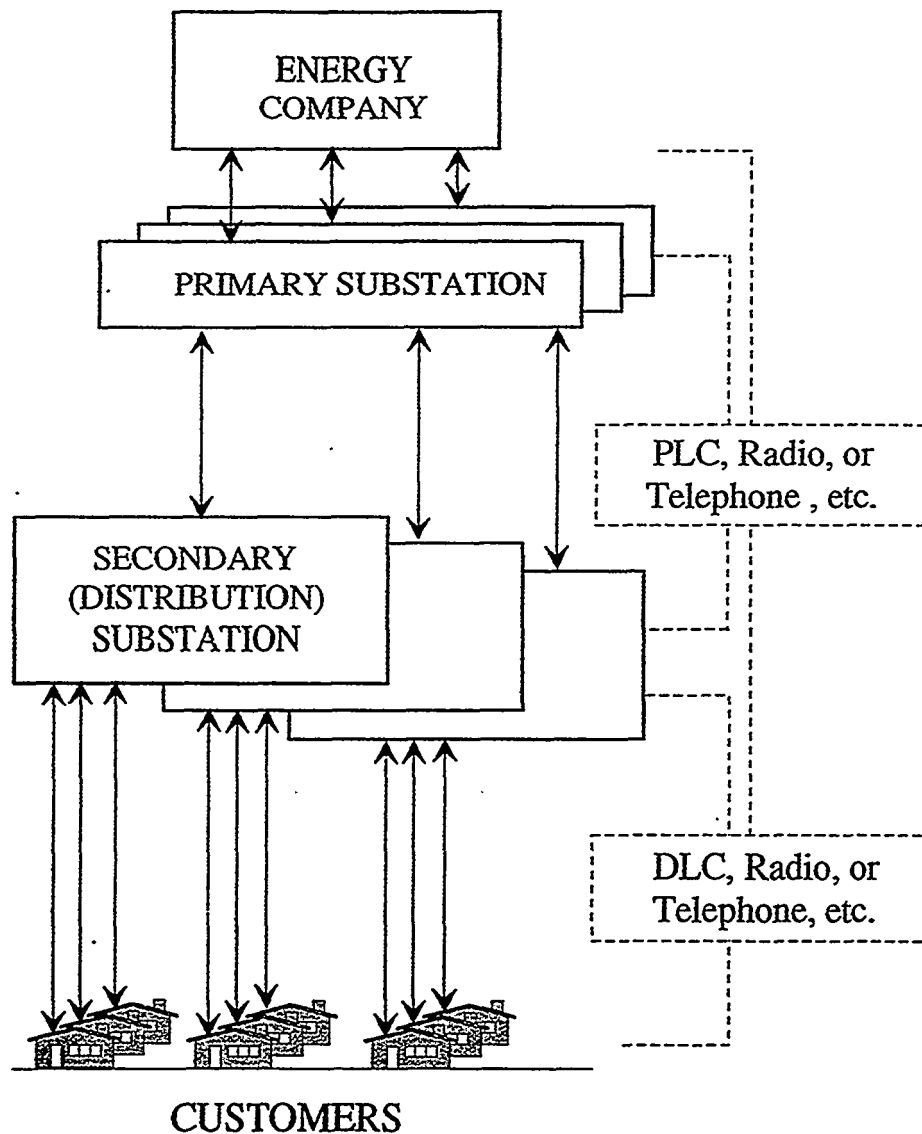 ENERGY
COMPANY
PRIMARY SUBSTATION
PLC, Radio, or
Telephone , etc.
SECONDARY
(DISTRIBUTION)
SUBSTATION
DLC, Radio, or
Telephone, etc.
CUSTOMERS